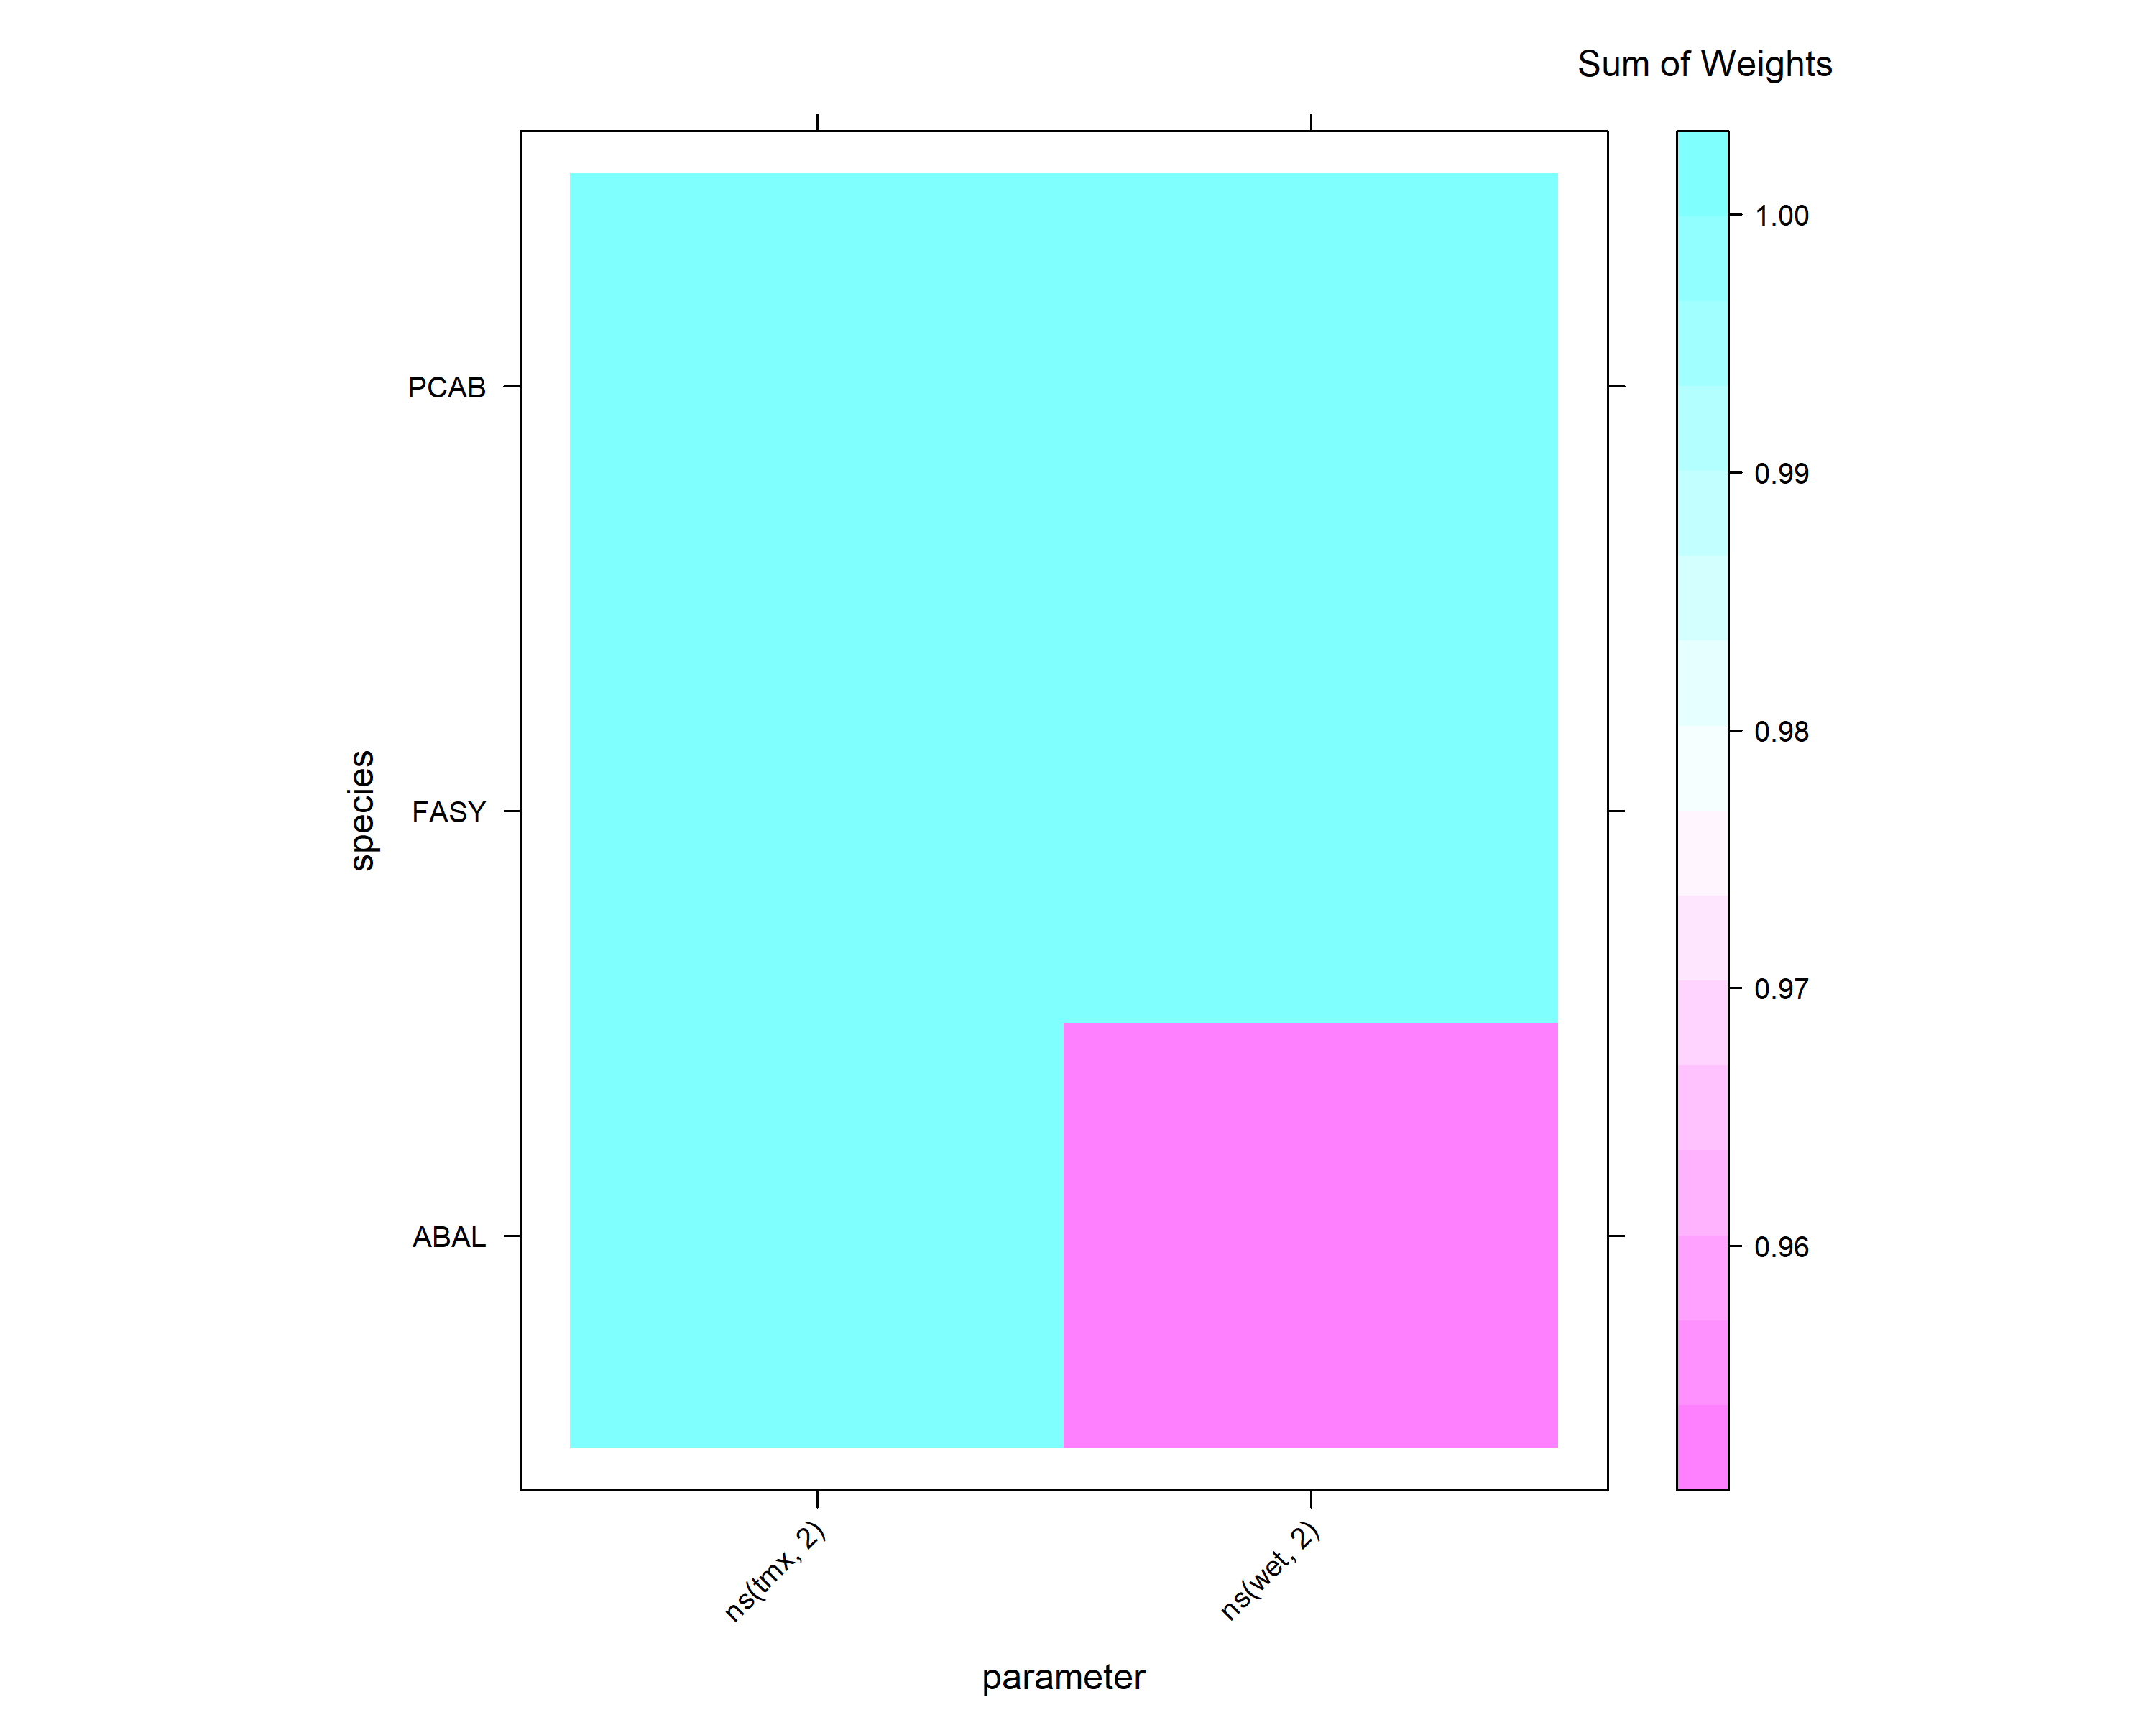 Sum of Weights
1.00
0.99
0.98
0.97
0.96
species
PCAB
FASY
ABAL
ns(tmx, 2)
ns(wet, 2)
parameter